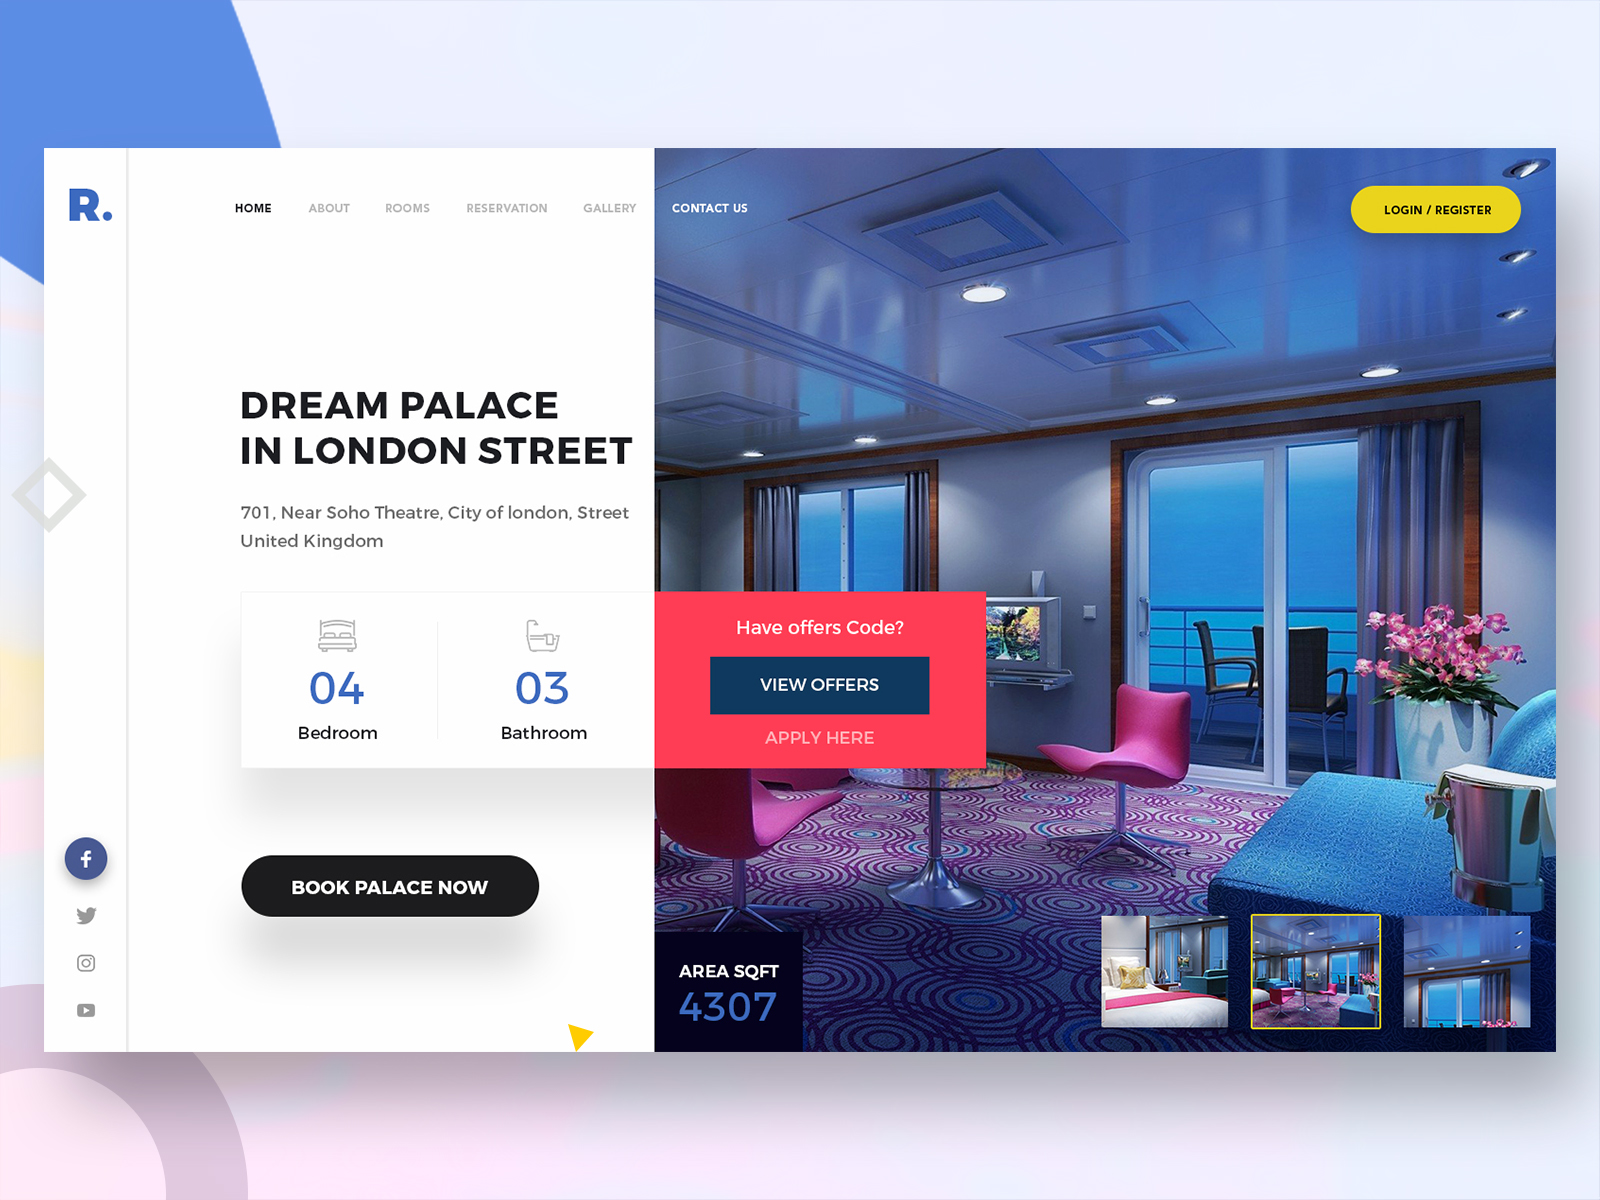 R.
HOME
ABOUT
ROOMS
RESERVATION
GALLERY
CONTACT US
LOGIN / REGISTER
DREAM PALACE
IN LONDON STREET
701, Near Soho Theatre, City of london, Street
United Kingdom
04
Bedroom
03
Bathroom
Have offers Code?
VIEW OFFERS
APPLY HERE
BOOK PALACE NOW
AREA SQFT
4307